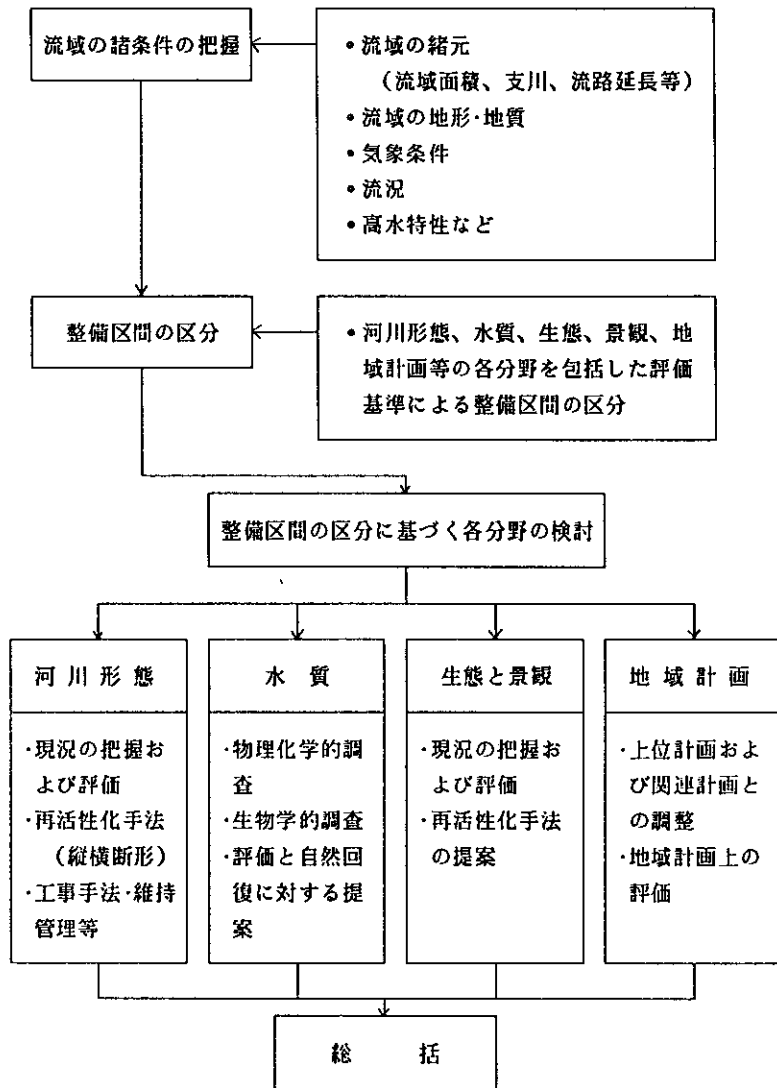 流域の諸条件の把握
•流域の緒元
（流域面積、支川、流路延長等）
•流域の地形·地質
•気象条件
•流況
•高水特性など
整備区間の区分
•河川形態、水質、生態、景観、地
域計画等の各分野を包括した評価
基準による整備区間の区分
整備区間の区分に基づく各分野の検討
河川形態
·現況の把握お
よび評価
·再活性化手法
（縦横断形）
·工事手法·維持
管理等
水質
·物理化学的調
査
·生物学的調査
·評価と自然回
復に対する提
案
生態と景観
·現況の把握お
よび評価
·再活性化手法
の提案
地域計画
·上位計画およ
び関連計画と
の調整
·地域計画上の
評価
総括